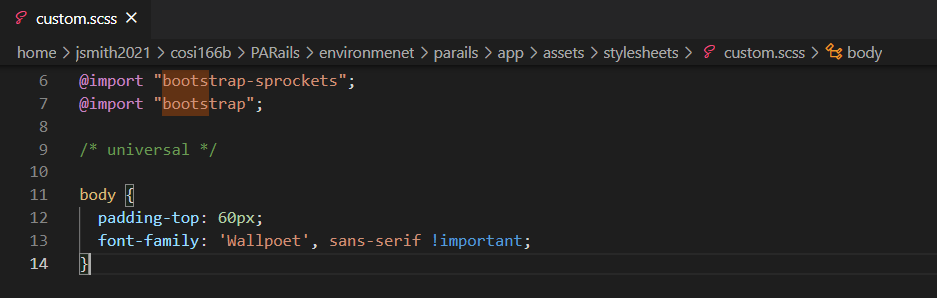 custom.scss
home > jsmith2021 > cosi166b > PARails > environmenet > parails > app > assets > stylesheets > custom.scss > body
6 @import "bootstrap-sprockets";
7 @import "bootstrap";
8
9 /* universal */
10
11 body {
12 padding-top: 60px;
13 font-family: 'Wallpoet', sans-serif !important;
14 }